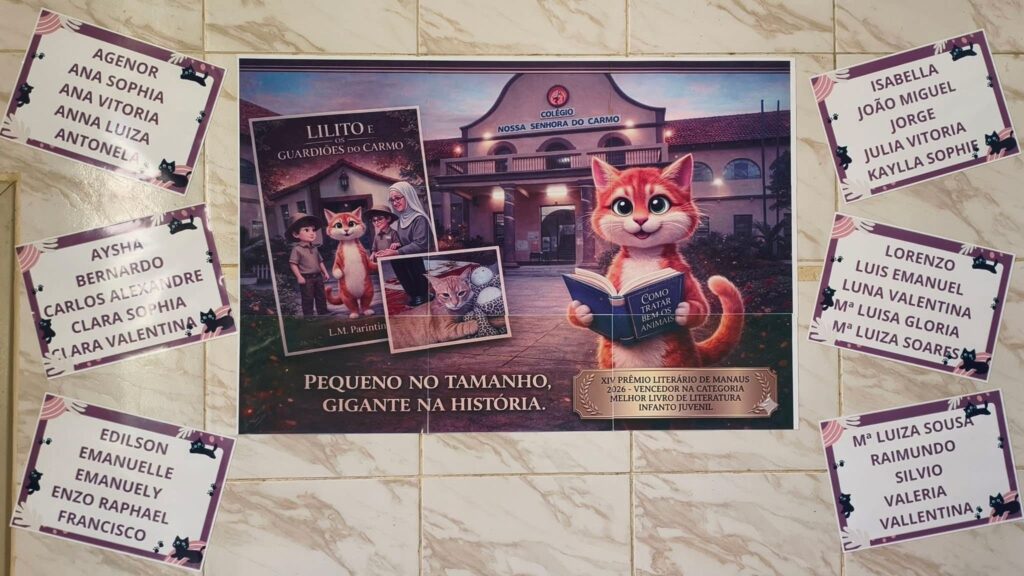 AGENOR
ANA SOPHIA
ANA VITORIA
ANNA LUIZA
ANTONELA
AYSHA
BERNARDO
CARLOS ALEXANDRE
CLARA SOPHIA
CLARA VALENTINA
EDILSON
EMANUELLE
EMANUELY
ENZO RAPHAEL
FRANCISCO
LILITO E
OS
GUARDIÕES DO CARMO
L.M. Parintin
COLÉGIO
NOSSA SENHORA DO CARMO
COMO
TRATAR
BEM OS
ANIMAIS
PEQUENO NO TAMANHO,
GIGANTE NA HISTÓRIA.
XIV PRÊMIO LITERÁRIO DE MANAUS
2026 - VENCEDOR NA CATEGORIA
MELHOR LIVRO DE LITERATURA
INFANTO JUVENIL
ISABELLA
JOÃO MIGUEL
JORGE
JULIA VITORIA
KAYLLA SOPHIE
LORENZO
LUIS EMANUEL
LUNA VALENTINA
Mª LUISA GLORIA
Mª LUIZA SOARES
Mª LUIZA SOUSA
RAIMUNDO
SILVIO
VALERIA
VALLENTINA